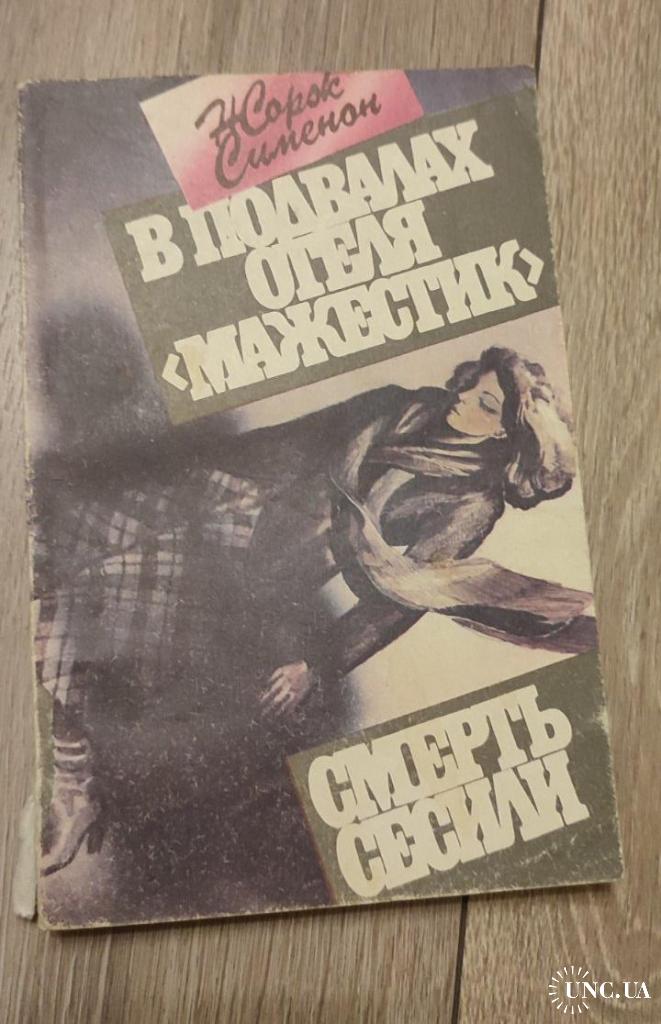 Жорж
Сименон
В ПОДВАЛАХ
ОТЕЛЯ
‹МАЖЕСТИК›
СМЕРТЬ
СЕСИЛИ
UNC.UA